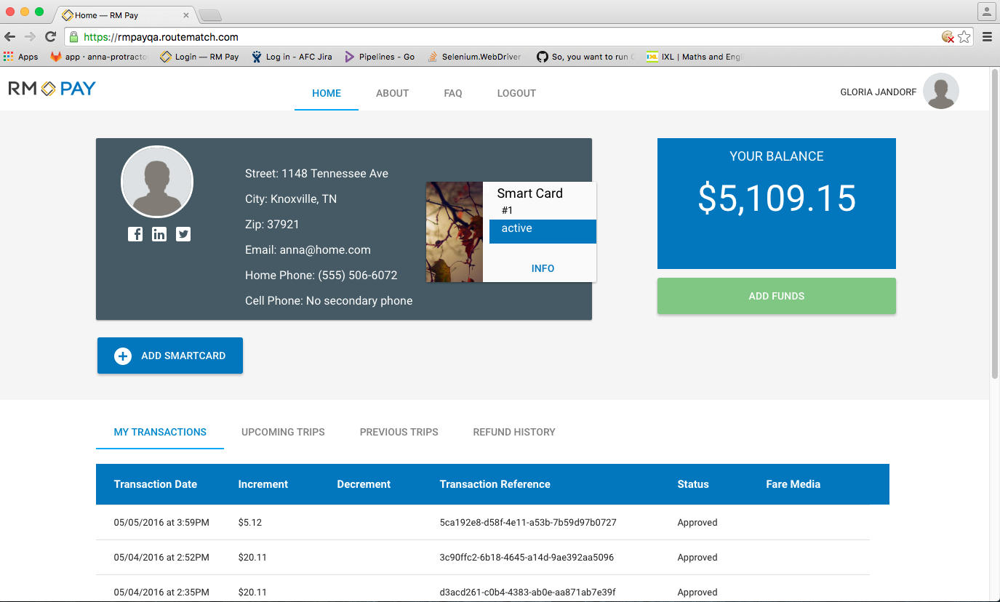 Home — RM Pay
https://rmpayqa.routematch.com
Apps
app · anna-protracto
Login — RM Pay
Log in - AFC Jira
Pipelines - Go
Selenium.WebDriver
So, you want to run
IXL | Maths and Engl
RM PAY
HOME
ABOUT
FAQ
LOGOUT
GLORIA JANDORF
Street: 1148 Tennessee Ave
City: Knoxville, TN
Zip: 37921
Email: anna@home.com
Home Phone: (555) 506-6072
Cell Phone: No secondary phone
Smart Card
#1
active
INFO
YOUR BALANCE
$5,109.15
ADD FUNDS
ADD SMARTCARD
MY TRANSACTIONS
UPCOMING TRIPS
PREVIOUS TRIPS
REFUND HISTORY
Transaction Date Increment Decrement Transaction Reference Status Fare Media
05/05/2016 at 3:59PM $5.12 5ca192e8-d58f-4e11-a53b-7b59d97b0727 Approved
05/04/2016 at 2:52PM $20.11 3c90ffc2-6b18-4645-a14d-9ae392aa5096 Approved
05/04/2016 at 2:35PM $20.11 d3acd261-c0b4-4383-ab0e-aa871ab7e39f Approved